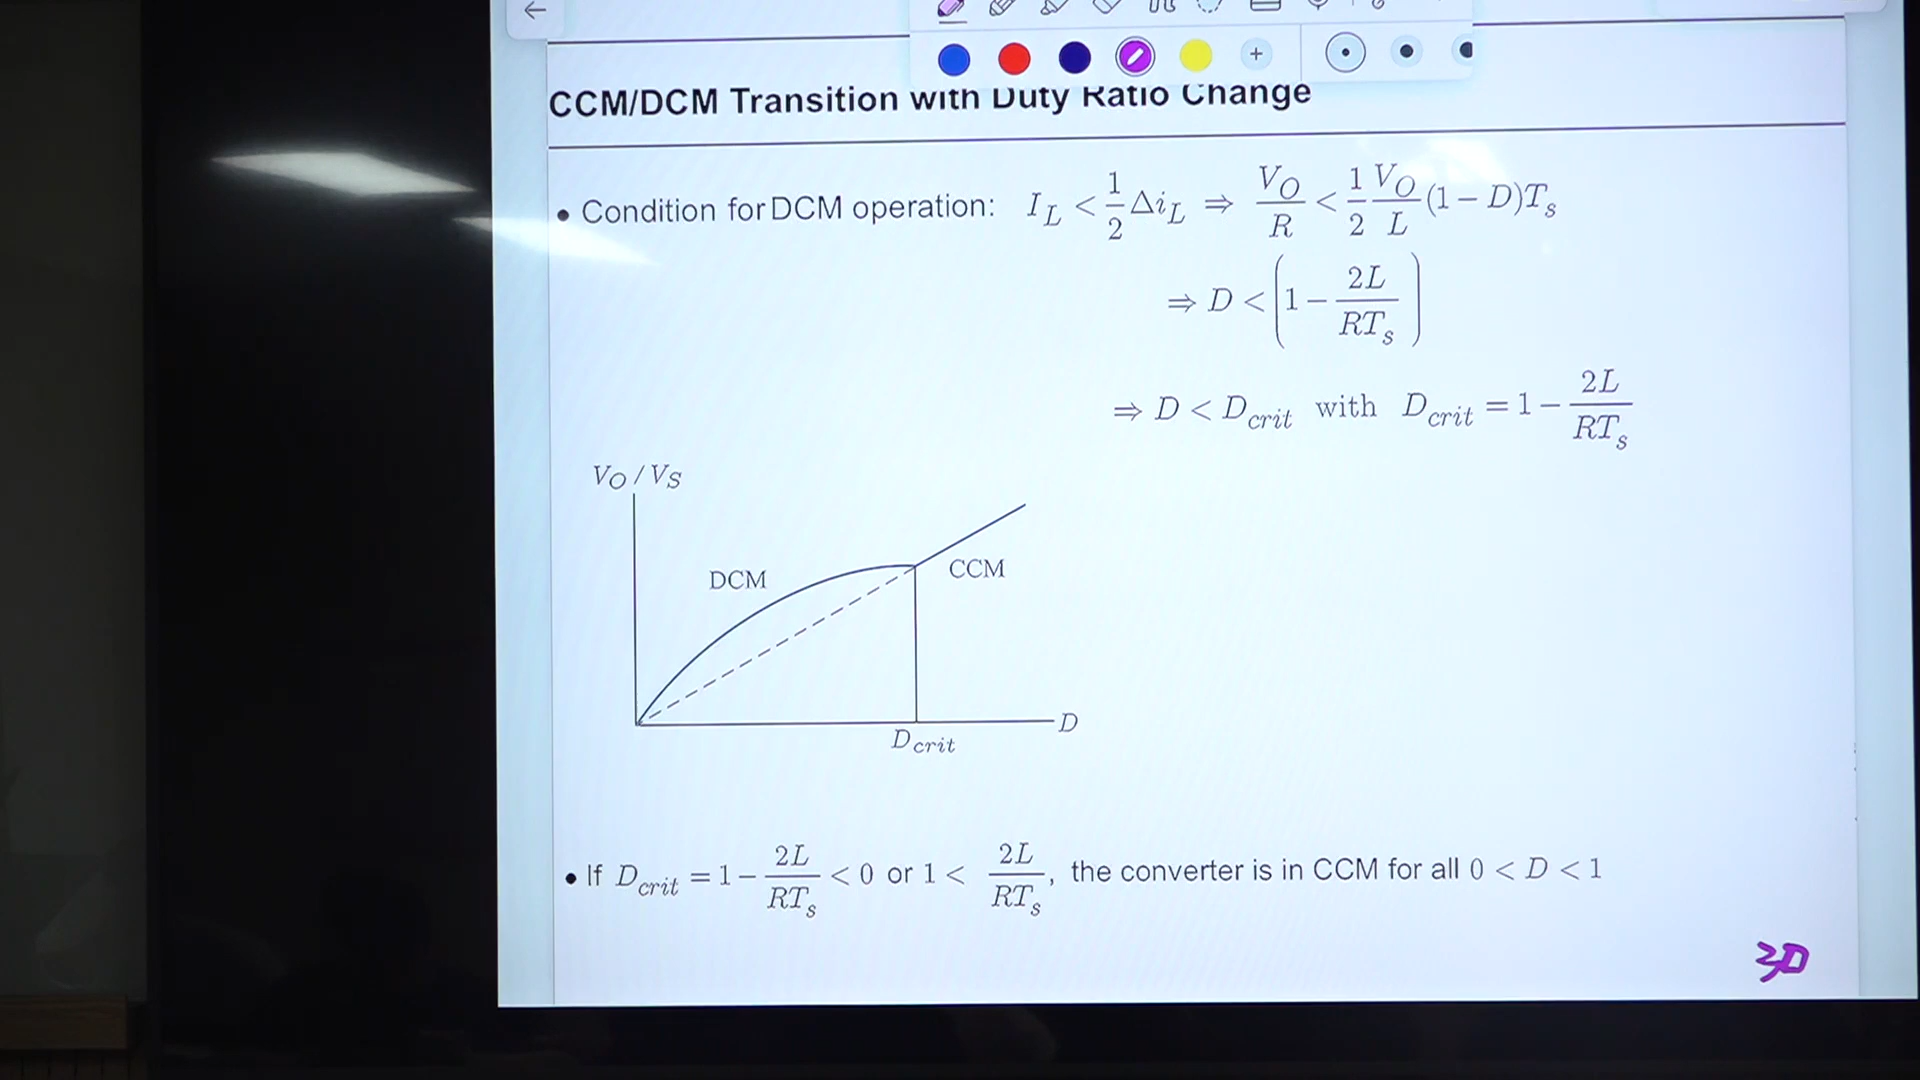 CCM/DCM Transition with Duty Ratio Change
• Condition for DCM operation: I_L < 1/2 Δi_L ⇒ V_O/R < 1/2 V_O/L (1 − D)T_s
⇒ D < (1 − 2L/RT_s)
⇒ D < D_crit with D_crit = 1 − 2L/RT_s
V_O / V_S
DCM
CCM
D
D_crit
• If D_crit = 1 − 2L/RT_s < 0 or 1 < 2L/RT_s, the converter is in CCM for all 0 < D < 1